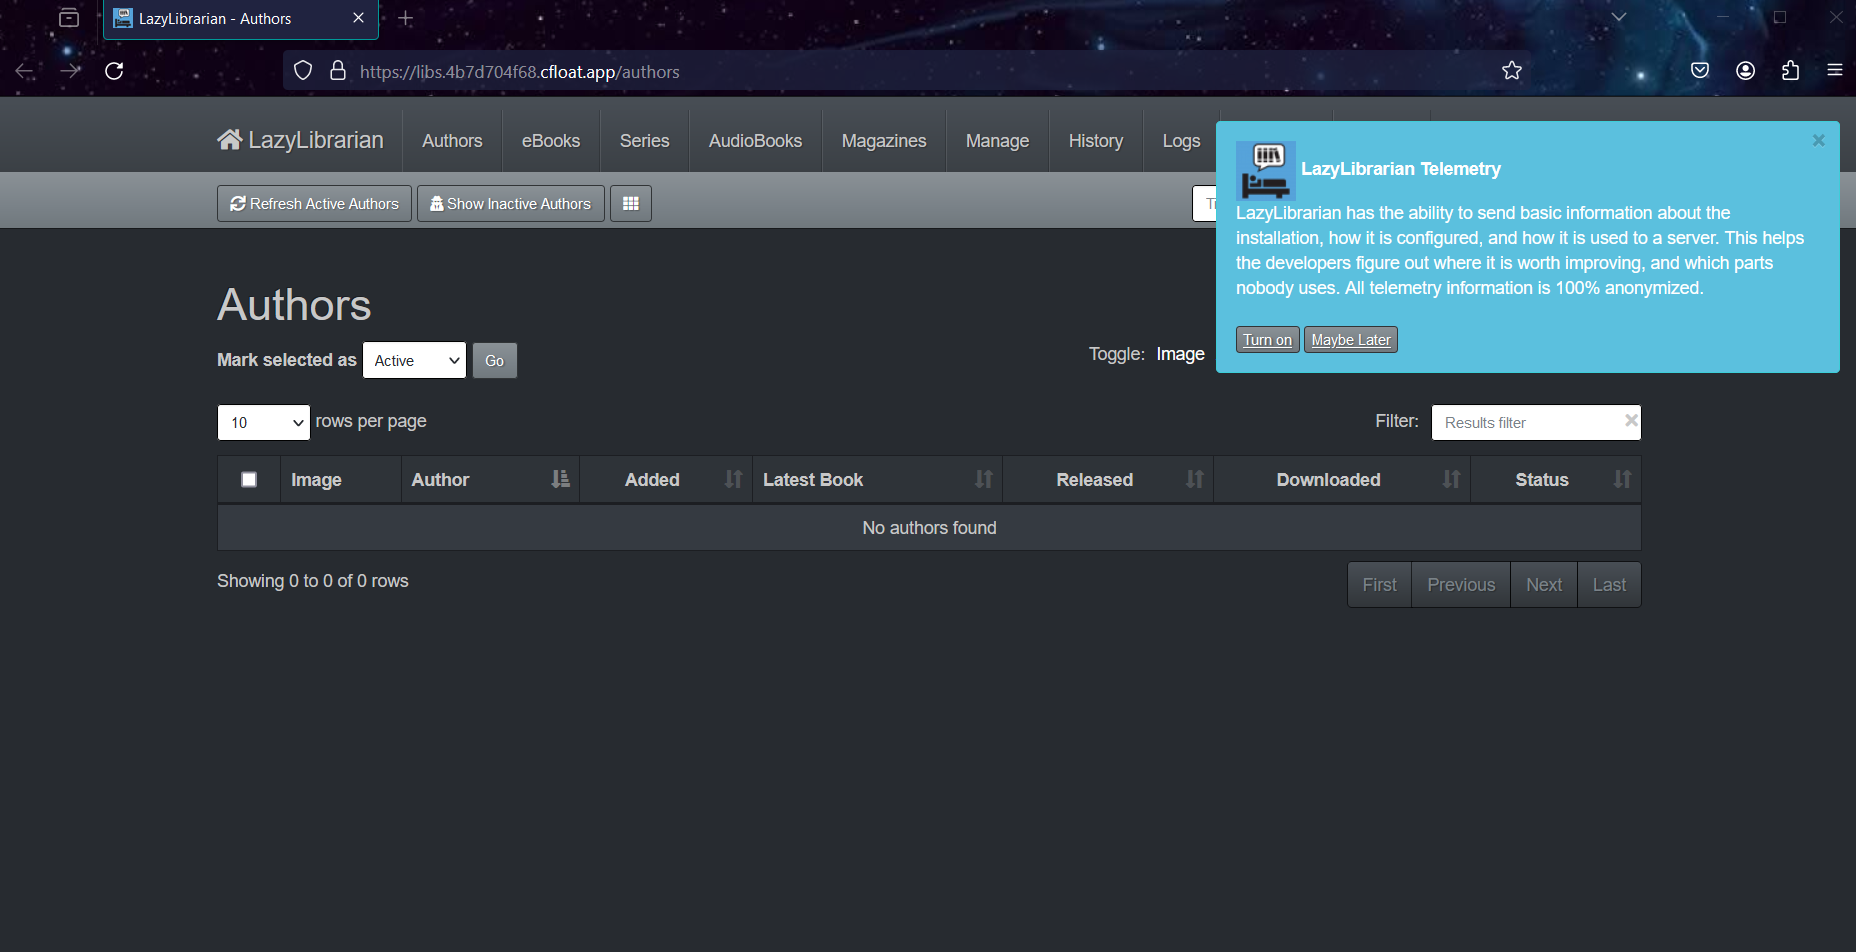 LazyLibrarian - Authors
https://libs.4b7d704f68.cfloat.app/authors
LazyLibrarian Authors eBooks Series AudioBooks Magazines Manage History Logs
Refresh Active Authors Show Inactive Authors
LazyLibrarian Telemetry
LazyLibrarian has the ability to send basic information about the
installation, how it is configured, and how it is used to a server. This helps
the developers figure out where it is worth improving, and which parts
nobody uses. All telemetry information is 100% anonymized.
Turn on Maybe Later
Authors
Mark selected as Active Go
Toggle: Image
10 rows per page
Filter: Results filter
Image Author Added Latest Book Released Downloaded Status
No authors found
Showing 0 to 0 of 0 rows
First Previous Next Last